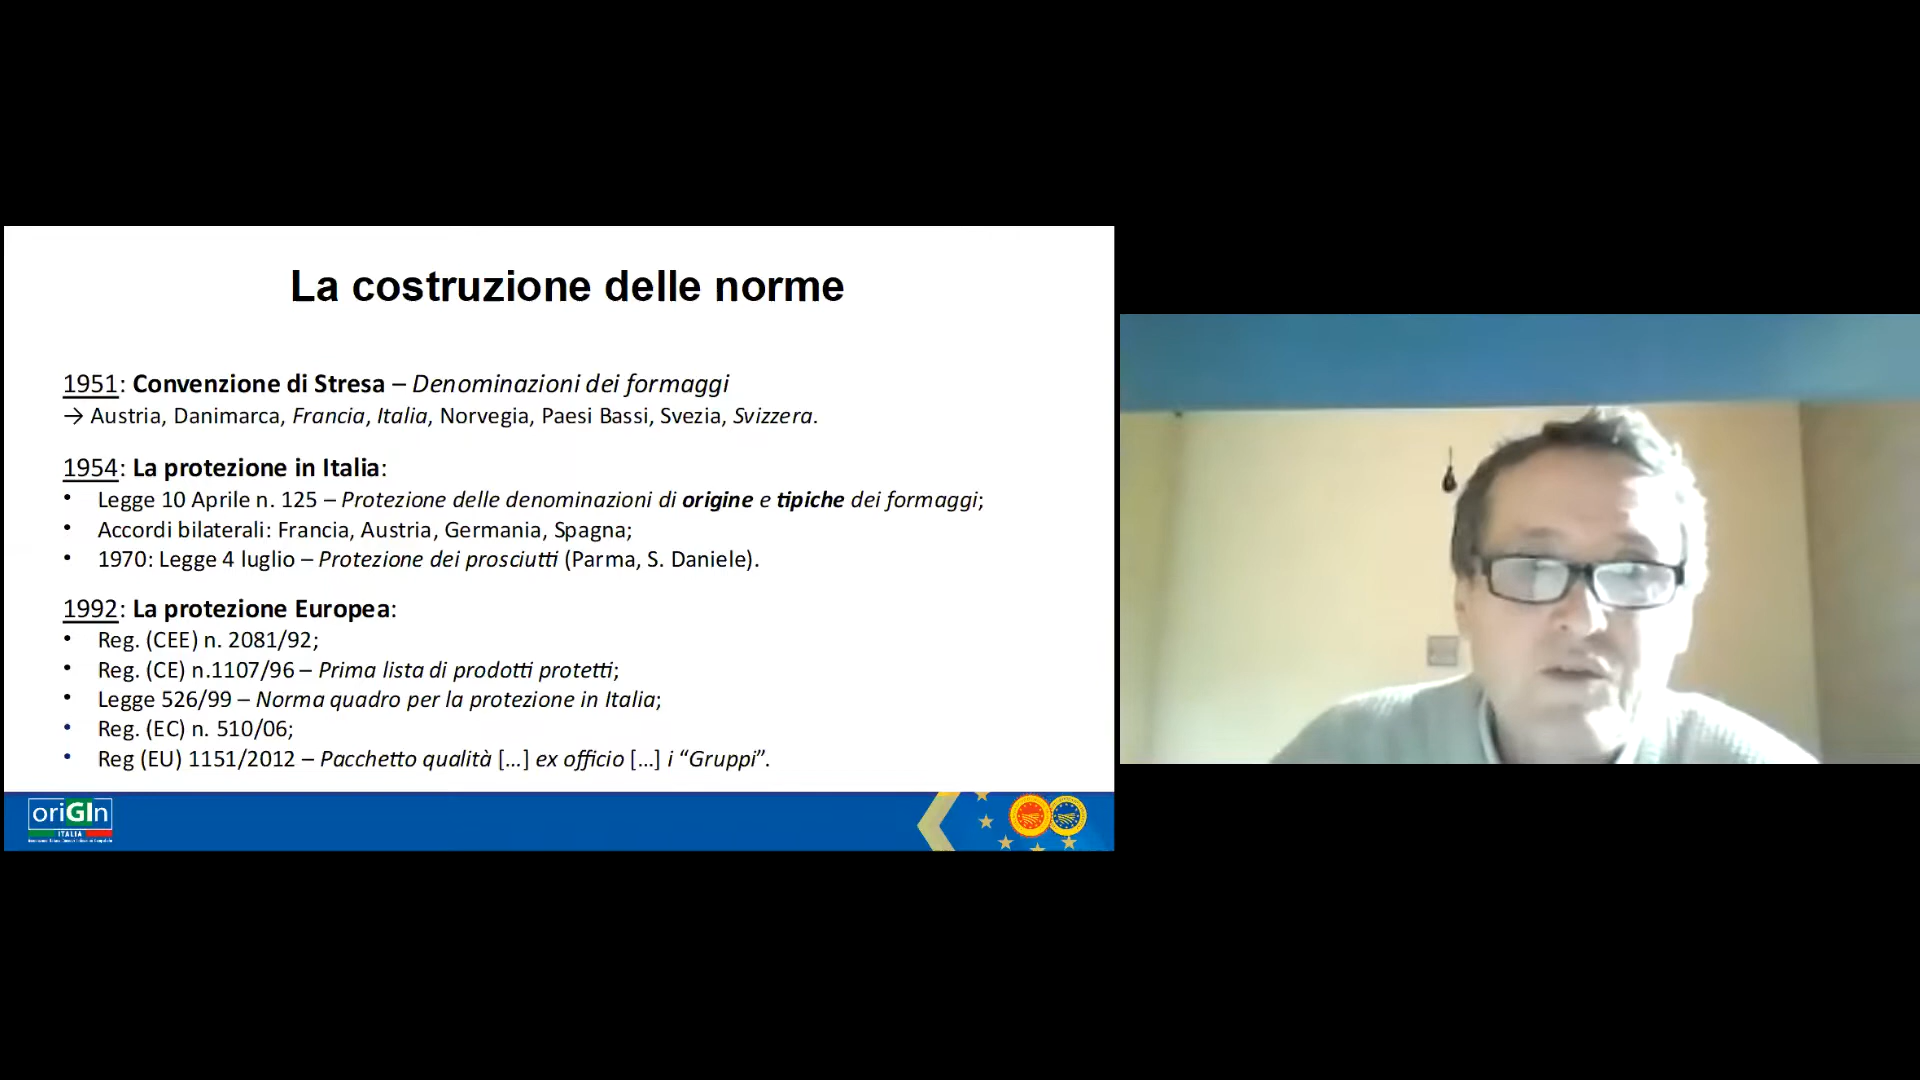 La costruzione delle norme
1951: Convenzione di Stresa – Denominazioni dei formaggi
→ Austria, Danimarca, Francia, Italia, Norvegia, Paesi Bassi, Svezia, Svizzera.
1954: La protezione in Italia:
• Legge 10 Aprile n. 125 – Protezione delle denominazioni di origine e tipiche dei formaggi;
• Accordi bilaterali: Francia, Austria, Germania, Spagna;
• 1970: Legge 4 luglio – Protezione dei prosciutti (Parma, S. Daniele).
1992: La protezione Europea:
• Reg. (CEE) n. 2081/92;
• Reg. (CE) n.1107/96 – Prima lista di prodotti protetti;
• Legge 526/99 – Norma quadro per la protezione in Italia;
• Reg. (EC) n. 510/06;
• Reg (EU) 1151/2012 – Pacchetto qualità [...] ex officio [...] i “Gruppi”.
oriGIn
ITALIA